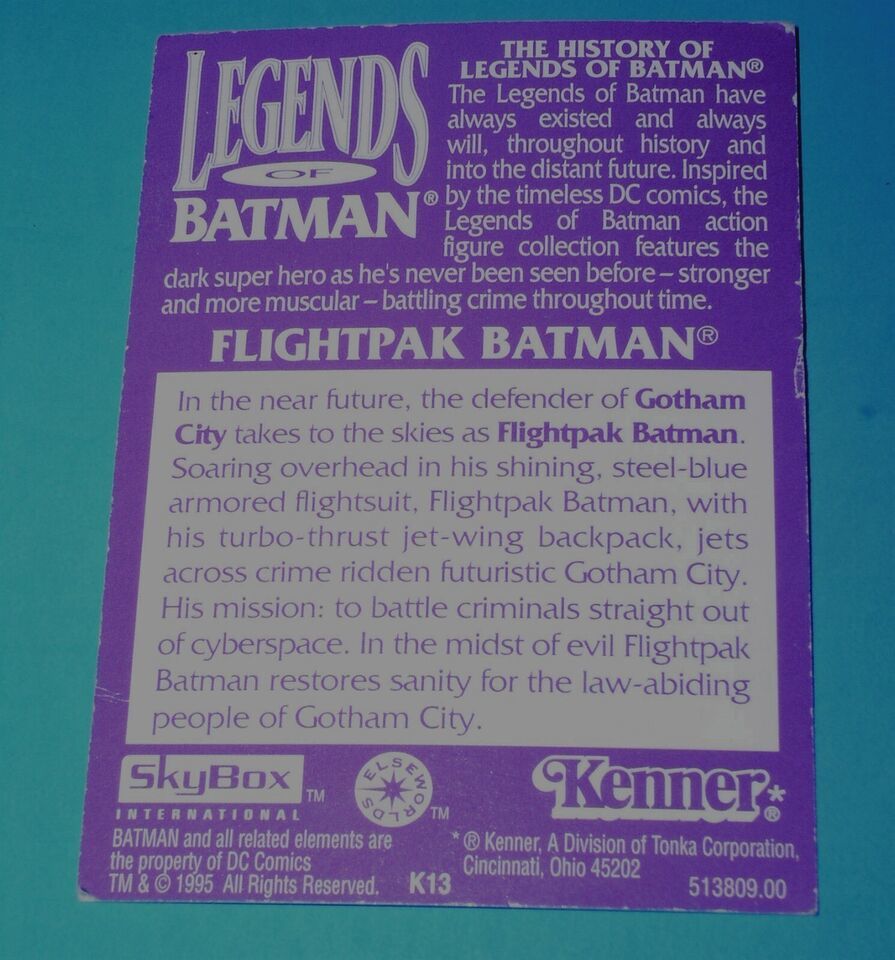 LEGENDS
OF
BATMAN®
THE HISTORY OF
LEGENDS OF BATMAN®
The Legends of Batman have
always existed and always
will, throughout history and
into the distant future. Inspired
by the timeless DC comics, the
Legends of Batman action
figure collection features the
dark super hero as he's never been seen before – stronger
and more muscular – battling crime throughout time.
FLIGHTPAK BATMAN®
In the near future, the defender of Gotham
City takes to the skies as Flightpak Batman.
Soaring overhead in his shining, steel-blue
armored flightsuit, Flightpak Batman, with
his turbo-thrust jet-wing backpack, jets
across crime ridden futuristic Gotham City.
His mission: to battle criminals straight out
of cyberspace. In the midst of evil Flightpak
Batman restores sanity for the law-abiding
people of Gotham City.
SkyBox™
INTERNATIONAL
ELSEWORLDS™
Kenner*®
BATMAN and all related elements are
the property of DC Comics
TM & © 1995 All Rights Reserved.
K13
*® Kenner, A Division of Tonka Corporation,
Cincinnati, Ohio 45202
513809.00